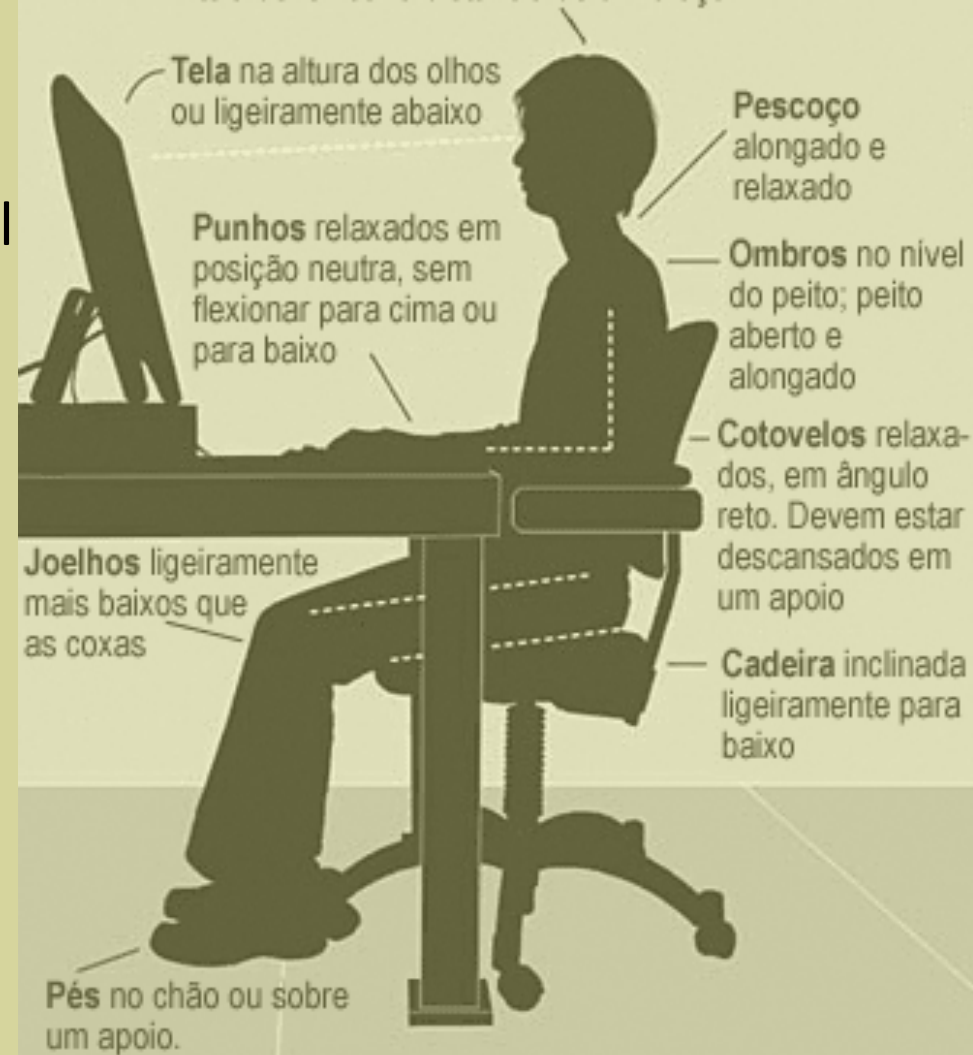 Tela na altura dos olhos
ou ligeiramente abaixo
Pescoço
alongado e
relaxado
Punhos relaxados em
posição neutra, sem
flexionar para cima ou
para baixo
Ombros no nível
do peito; peito
aberto e
alongado
Cotovelos relaxa-
dos, em ângulo
reto. Devem estar
descansados em
um apoio
Joelhos ligeiramente
mais baixos que
as coxas
Cadeira inclinada
ligeiramente para
baixo
Pés no chão ou sobre
um apoio.